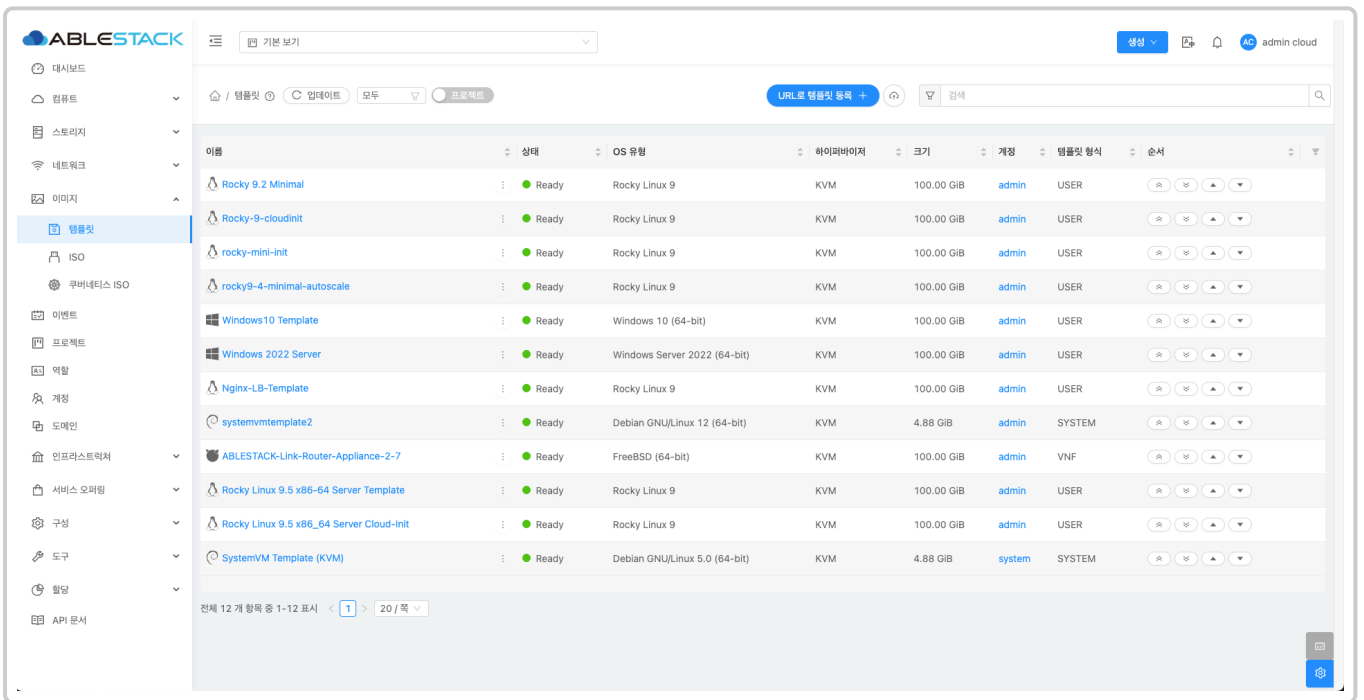 ABLESTACK
기본 보기
생성
AC admin cloud
대시보드
컴퓨트
스토리지
네트워크
이미지
템플릿
ISO
쿠버네티스 ISO
이벤트
프로젝트
역할
계정
도메인
인프라스트럭쳐
서비스 오퍼링
구성
도구
할당
API 문서
/ 템플릿 업데이트 모두 프로젝트
URL로 템플릿 등록 +
검색
이름 상태 OS 유형 하이퍼바이저 크기 계정 템플릿 형식 순서
Rocky 9.2 Minimal Ready Rocky Linux 9 KVM 100.00 GiB admin USER
Rocky-9-cloudinit Ready Rocky Linux 9 KVM 100.00 GiB admin USER
rocky-mini-init Ready Rocky Linux 9 KVM 100.00 GiB admin USER
rocky9-4-minimal-autoscale Ready Rocky Linux 9 KVM 100.00 GiB admin USER
Windows10 Template Ready Windows 10 (64-bit) KVM 100.00 GiB admin USER
Windows 2022 Server Ready Windows Server 2022 (64-bit) KVM 100.00 GiB admin USER
Nginx-LB-Template Ready Rocky Linux 9 KVM 100.00 GiB admin USER
systemvmtemplate2 Ready Debian GNU/Linux 12 (64-bit) KVM 4.88 GiB admin SYSTEM
ABLESTACK-Link-Router-Appliance-2-7 Ready FreeBSD (64-bit) KVM 100.00 GiB admin VNF
Rocky Linux 9.5 x86-64 Server Template Ready Rocky Linux 9 KVM 100.00 GiB admin USER
Rocky Linux 9.5 x86_64 Server Cloud-Init Ready Rocky Linux 9 KVM 100.00 GiB admin USER
SystemVM Template (KVM) Ready Debian GNU/Linux 5.0 (64-bit) KVM 4.88 GiB system SYSTEM
전체 12 개 항목 중 1-12 표시 < 1 > 20 / 쪽